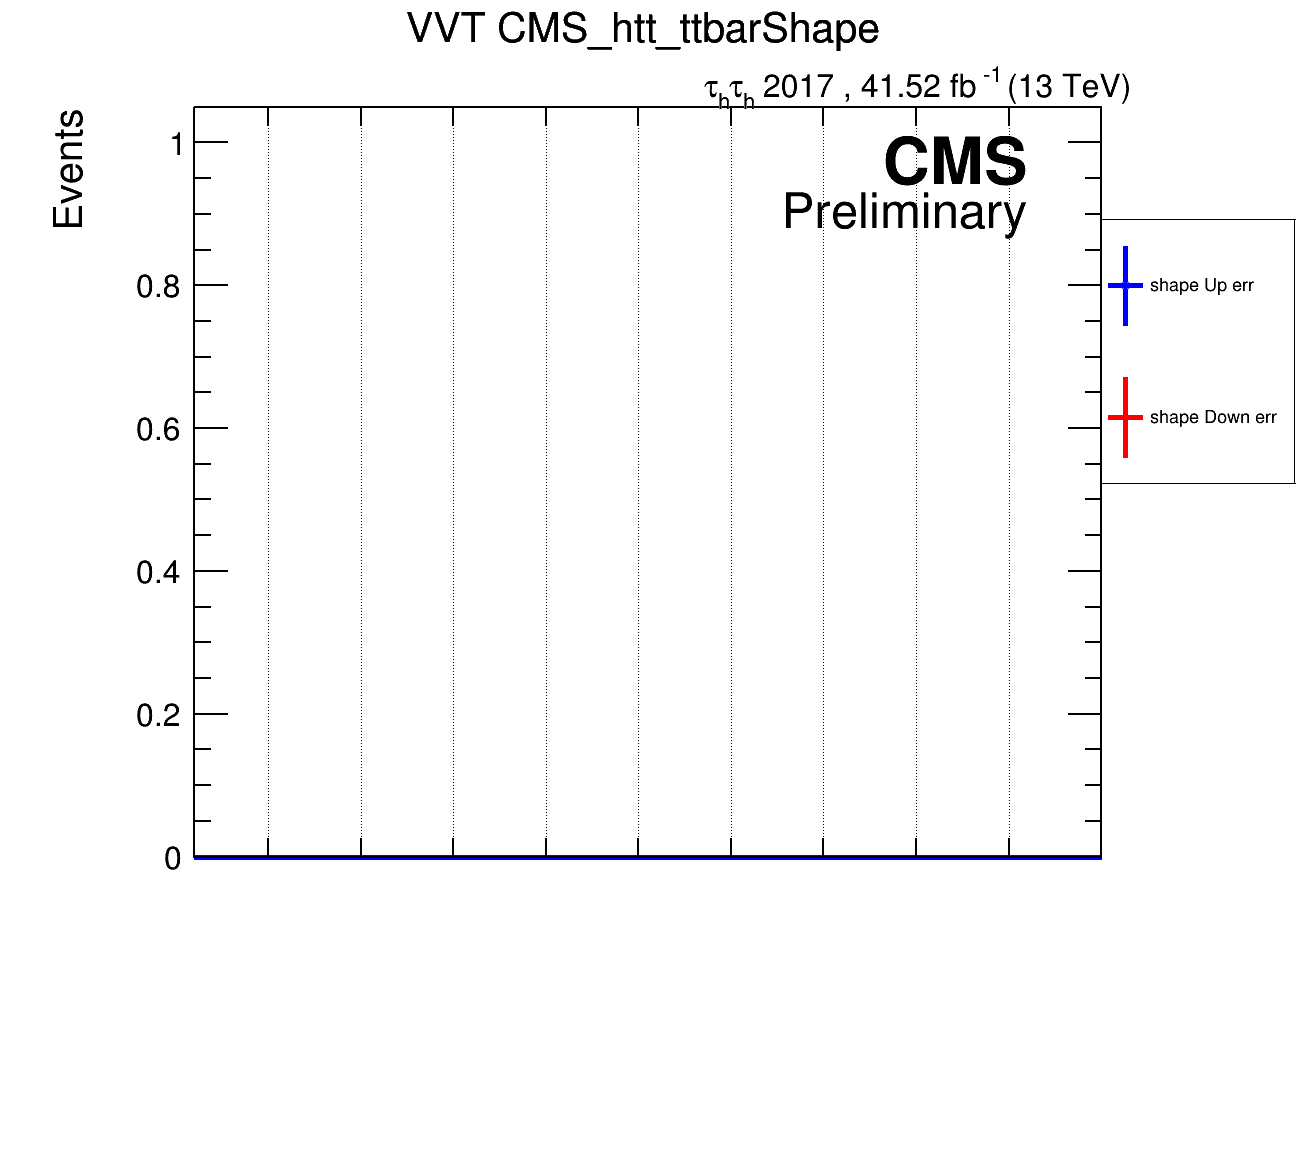 VVT CMS_htt_ttbarShape
τhτh 2017 , 41.52 fb -1 (13 TeV)
Events
CMS
Preliminary
1
0.8
0.6
0.4
0.2
0
shape Up err
shape Down err